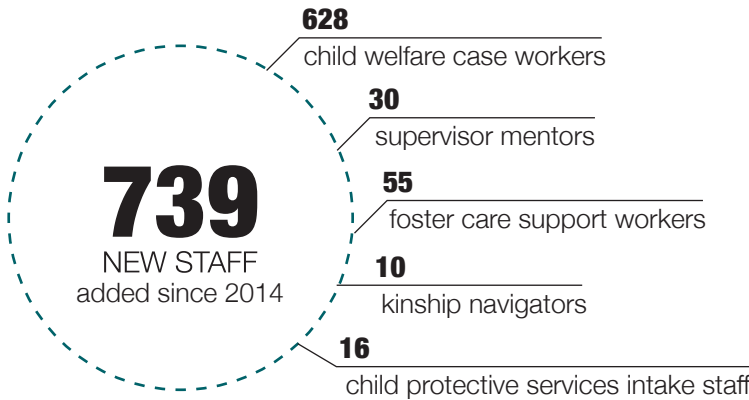 628
child welfare case workers
30
supervisor mentors
55
foster care support workers
739
NEW STAFF
added since 2014
10
kinship navigators
16
child protective services intake staff